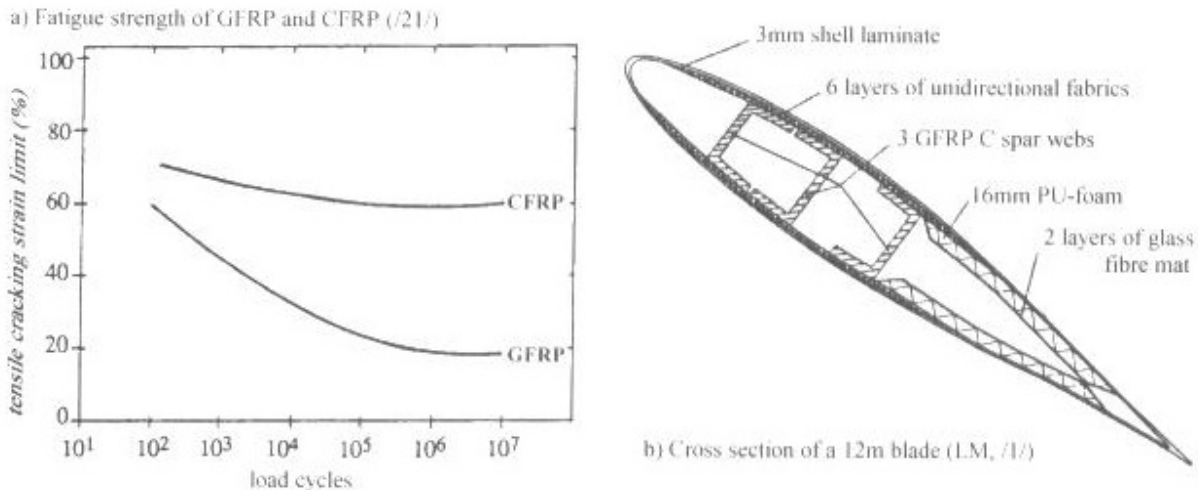 a) Fatigue strength of GFRP and CFRP (/21/)
tensile cracking strain limit (%)
100
80
60
40
20
0
CFRP
GFRP
10¹ 10² 10³ 10⁴ 10⁵ 10⁶ 10⁷
load cycles
3mm shell laminate
6 layers of unidirectional fabrics
3 GFRP C spar webs
16mm PU-foam
2 layers of glass
fibre mat
b) Cross section of a 12m blade (LM, /1/)